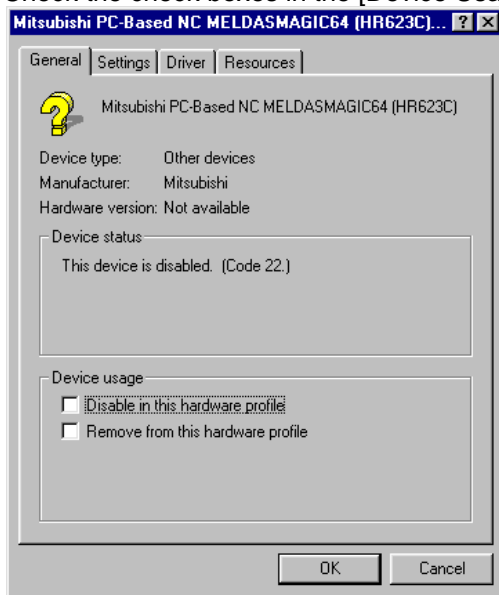 Mitsubishi PC-Based NC MELDASMAGIC64 (HR623C)... ? ×
General Settings Driver Resources
Mitsubishi PC-Based NC MELDASMAGIC64 (HR623C)
Device type: Other devices
Manufacturer: Mitsubishi
Hardware version: Not available
Device status
This device is disabled. (Code 22.)
Device usage
Disable in this hardware profile
Remove from this hardware profile
OK Cancel